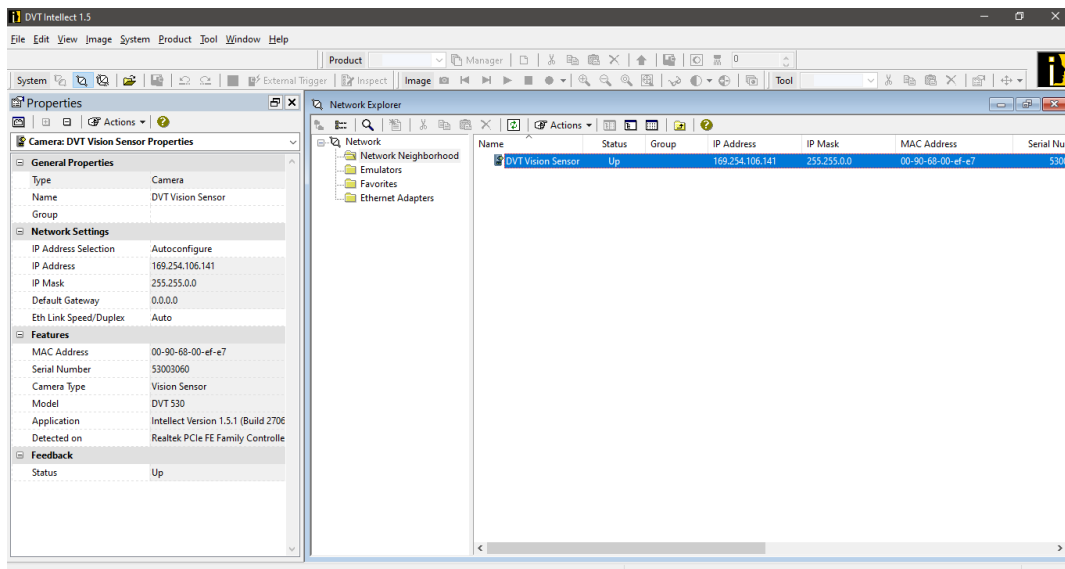 DVT Intellect 1.5
File Edit View Image System Product Tool Window Help
Product Manager 0
System External Trigger Inspect Image Tool
Properties
Actions
Camera: DVT Vision Sensor Properties
General Properties
Type Camera
Name DVT Vision Sensor
Group
Network Settings
IP Address Selection Autoconfigure
IP Address 169.254.106.141
IP Mask 255.255.0.0
Default Gateway 0.0.0.0
Eth Link Speed/Duplex Auto
Features
MAC Address 00-90-68-00-ef-e7
Serial Number 53003060
Camera Type Vision Sensor
Model DVT 530
Application Intellect Version 1.5.1 (Build 2706
Detected on Realtek PCIe FE Family Controlle
Feedback
Status Up
Network Explorer
Actions
Network
Network Neighborhood
Emulators
Favorites
Ethernet Adapters
Name Status Group IP Address IP Mask MAC Address Serial Nu
DVT Vision Sensor Up 169.254.106.141 255.255.0.0 00-90-68-00-ef-e7 530